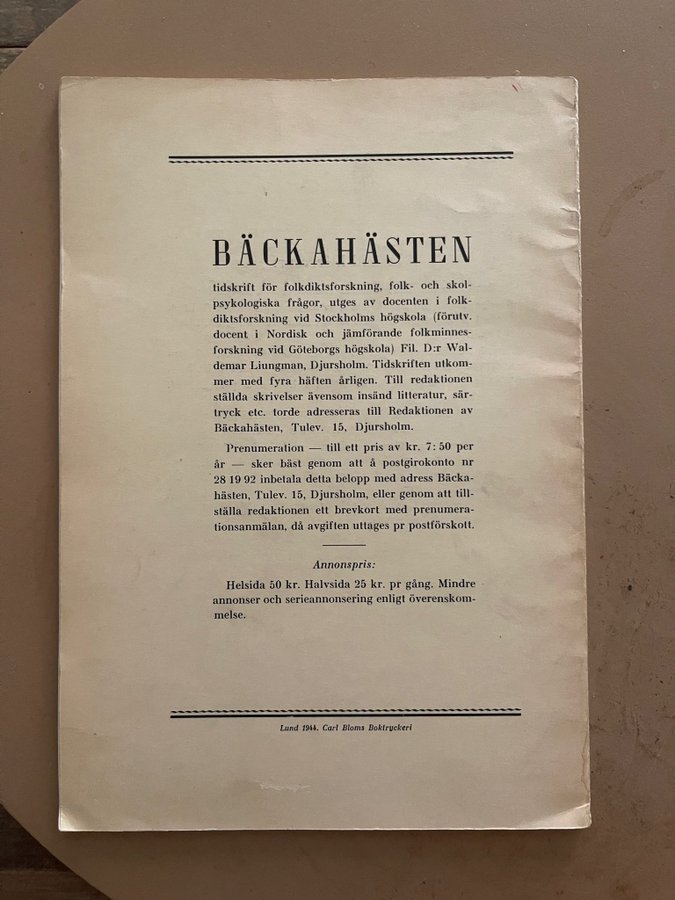 BÄCKAHÄSTEN
tidskrift för folkdiktsforskning, folk- och skol-
psykologiska frågor, utges av docenten i folk-
diktsforskning vid Stockholms högskola (förutv.
docent i Nordisk och jämförande folkminnes-
forskning vid Göteborgs högskola) Fil. D:r Wal-
demar Liungman, Djursholm. Tidskriften utkom-
mer med fyra häften årligen. Till redaktionen
ställda skrivelser ävensom insänd litteratur, sär-
tryck etc. torde adresseras till Redaktionen av
Bäckahästen, Tulev. 15, Djursholm.
Prenumeration — till ett pris av kr. 7:50 per
år — sker bäst genom att å postgirokonto nr
28 19 92 inbetala detta belopp med adress Bäcka-
hästen, Tulev. 15, Djursholm, eller genom att till-
ställa redaktionen ett brevkort med prenumera-
tionsanmälan, då avgiften uttages pr postförskott.
Annonspris:
Helsida 50 kr. Halvsida 25 kr. pr gång. Mindre
annonser och serieannonsering enligt överenskom-
melse.
Lund 1944. Carl Bloms Boktryckeri